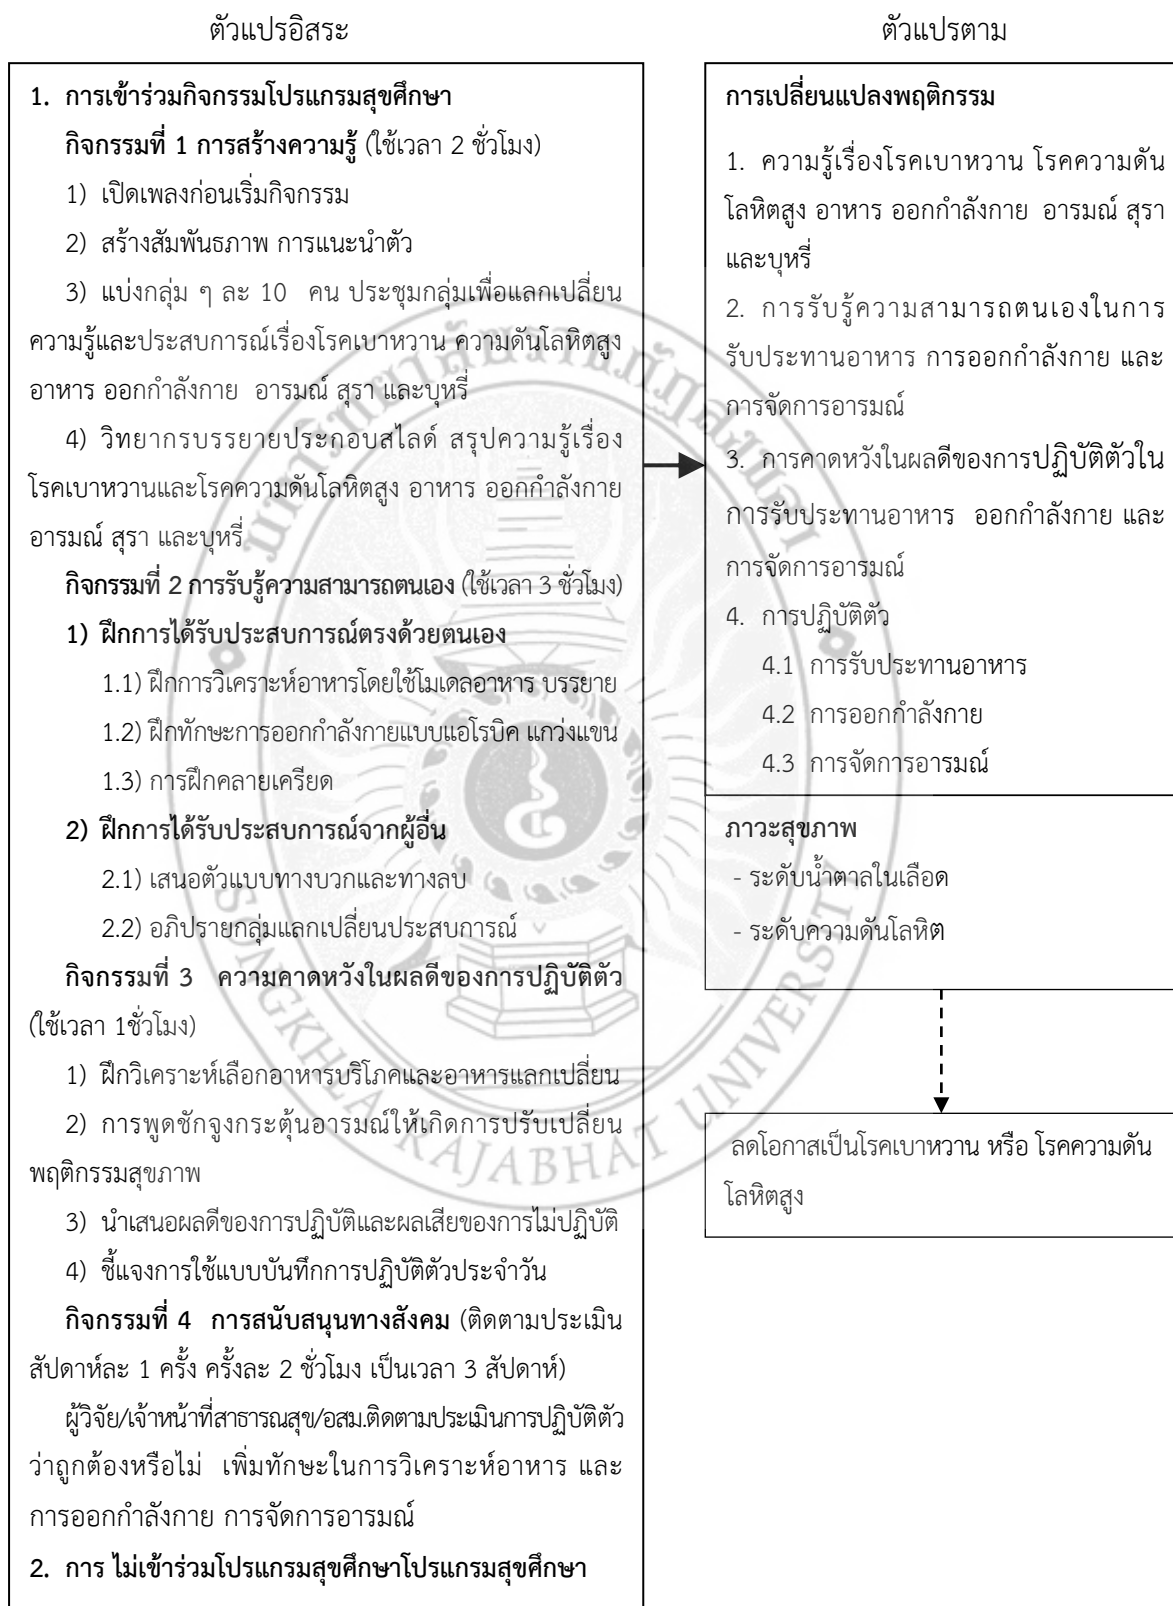 ตัวแปรอิสระ
1. การเข้าร่วมกิจกรรมโปรแกรมสุขศึกษา
กิจกรรมที่ 1 การสร้างความรู้ (ใช้เวลา 2 ชั่วโมง)
1) เปิดเพลงก่อนเริ่มกิจกรรม
2) สร้างสัมพันธภาพ การแนะนำตัว
3) แบ่งกลุ่ม ๆ ละ 10 คน ประชุมกลุ่มเพื่อแลกเปลี่ยน
ความรู้และประสบการณ์เรื่องโรคเบาหวาน ความดันโลหิตสูง
อาหาร ออกกำลังกาย อารมณ์ สุรา และบุหรี่
4) วิทยากรบรรยายประกอบสไลด์ สรุปความรู้เรื่อง
โรคเบาหวานและโรคความดันโลหิตสูง อาหาร ออกกำลังกาย
อารมณ์ สุรา และบุหรี่
กิจกรรมที่ 2 การรับรู้ความสามารถตนเอง (ใช้เวลา 3 ชั่วโมง)
1) ฝึกการได้รับประสบการณ์ตรงด้วยตนเอง
1.1) ฝึกการวิเคราะห์อาหารโดยใช้โมเดลอาหาร บรรยาย
1.2) ฝึกทักษะการออกกำลังกายแบบแอโรบิค แกว่งแขน
1.3) การฝึกคลายเครียด
2) ฝึกการได้รับประสบการณ์จากผู้อื่น
2.1) เสนอตัวแบบทางบวกและทางลบ
2.2) อภิปรายกลุ่มแลกเปลี่ยนประสบการณ์
กิจกรรมที่ 3 ความคาดหวังในผลดีของการปฏิบัติตัว
(ใช้เวลา 1ชั่วโมง)
1) ฝึกวิเคราะห์เลือกอาหารบริโภคและอาหารแลกเปลี่ยน
2) การพูดชักจูงกระตุ้นอารมณ์ให้เกิดการปรับเปลี่ยน
พฤติกรรมสุขภาพ
3) นำเสนอผลดีของการปฏิบัติและผลเสียของการไม่ปฏิบัติ
4) ชี้แจงการใช้แบบบันทึกการปฏิบัติตัวประจำวัน
กิจกรรมที่ 4 การสนับสนุนทางสังคม (ติดตามประเมิน
สัปดาห์ละ 1 ครั้ง ครั้งละ 2 ชั่วโมง เป็นเวลา 3 สัปดาห์)
ผู้วิจัย/เจ้าหน้าที่สาธารณสุข/อสม.ติดตามประเมินการปฏิบัติตัว
ว่าถูกต้องหรือไม่ เพิ่มทักษะในการวิเคราะห์อาหาร และ
การออกกำลังกาย การจัดการอารมณ์
2. การ ไม่เข้าร่วมโปรแกรมสุขศึกษาโปรแกรมสุขศึกษา
ตัวแปรตาม
การเปลี่ยนแปลงพฤติกรรม
1. ความรู้เรื่องโรคเบาหวาน โรคความดัน
โลหิตสูง อาหาร ออกกำลังกาย อารมณ์ สุรา
และบุหรี่
2. การรับรู้ความสามารถตนเองในการ
รับประทานอาหาร การออกกำลังกาย และ
การจัดการอารมณ์
3. การคาดหวังในผลดีของการปฏิบัติตัวใน
การรับประทานอาหาร ออกกำลังกาย และ
การจัดการอารมณ์
4. การปฏิบัติตัว
4.1 การรับประทานอาหาร
4.2 การออกกำลังกาย
4.3 การจัดการอารมณ์
ภาวะสุขภาพ
- ระดับน้ำตาลในเลือด
- ระดับความดันโลหิต
ลดโอกาสเป็นโรคเบาหวาน หรือ โรคความดัน
โลหิตสูง
มหาวิทยาลัยราชภัฏสงขลา
SONGKHLA RAJABHAT UNIVERSITY